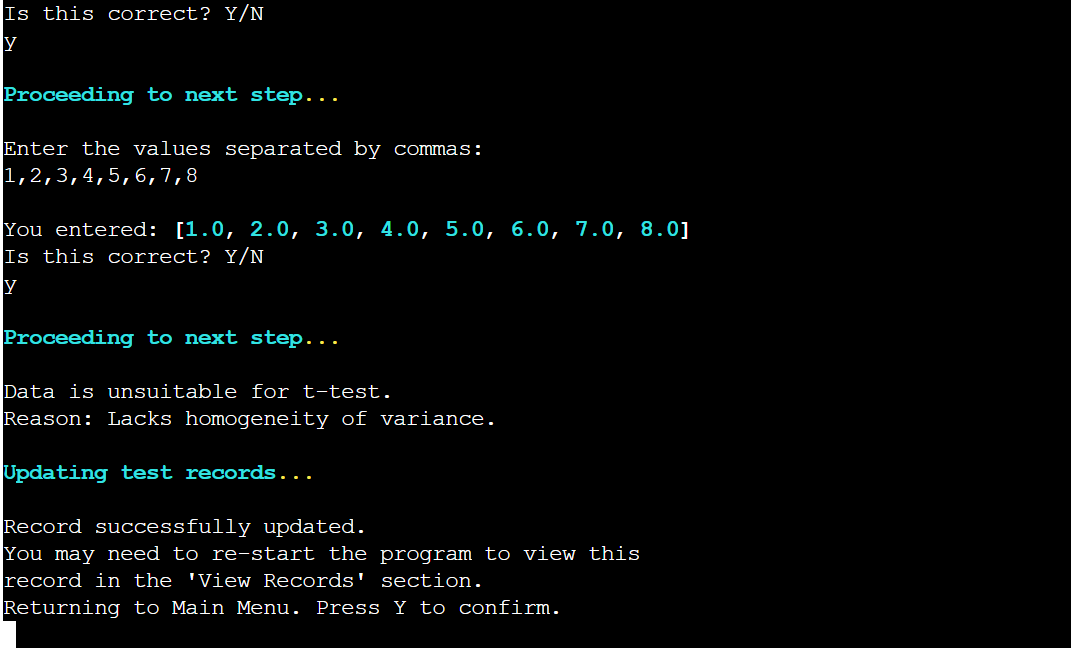 Is this correct? Y/N
y
Proceeding to next step...
Enter the values separated by commas:
1,2,3,4,5,6,7,8
You entered: [1.0, 2.0, 3.0, 4.0, 5.0, 6.0, 7.0, 8.0]
Is this correct? Y/N
y
Proceeding to next step...
Data is unsuitable for t-test.
Reason: Lacks homogeneity of variance.
Updating test records...
Record successfully updated.
You may need to re-start the program to view this
record in the 'View Records' section.
Returning to Main Menu. Press Y to confirm.